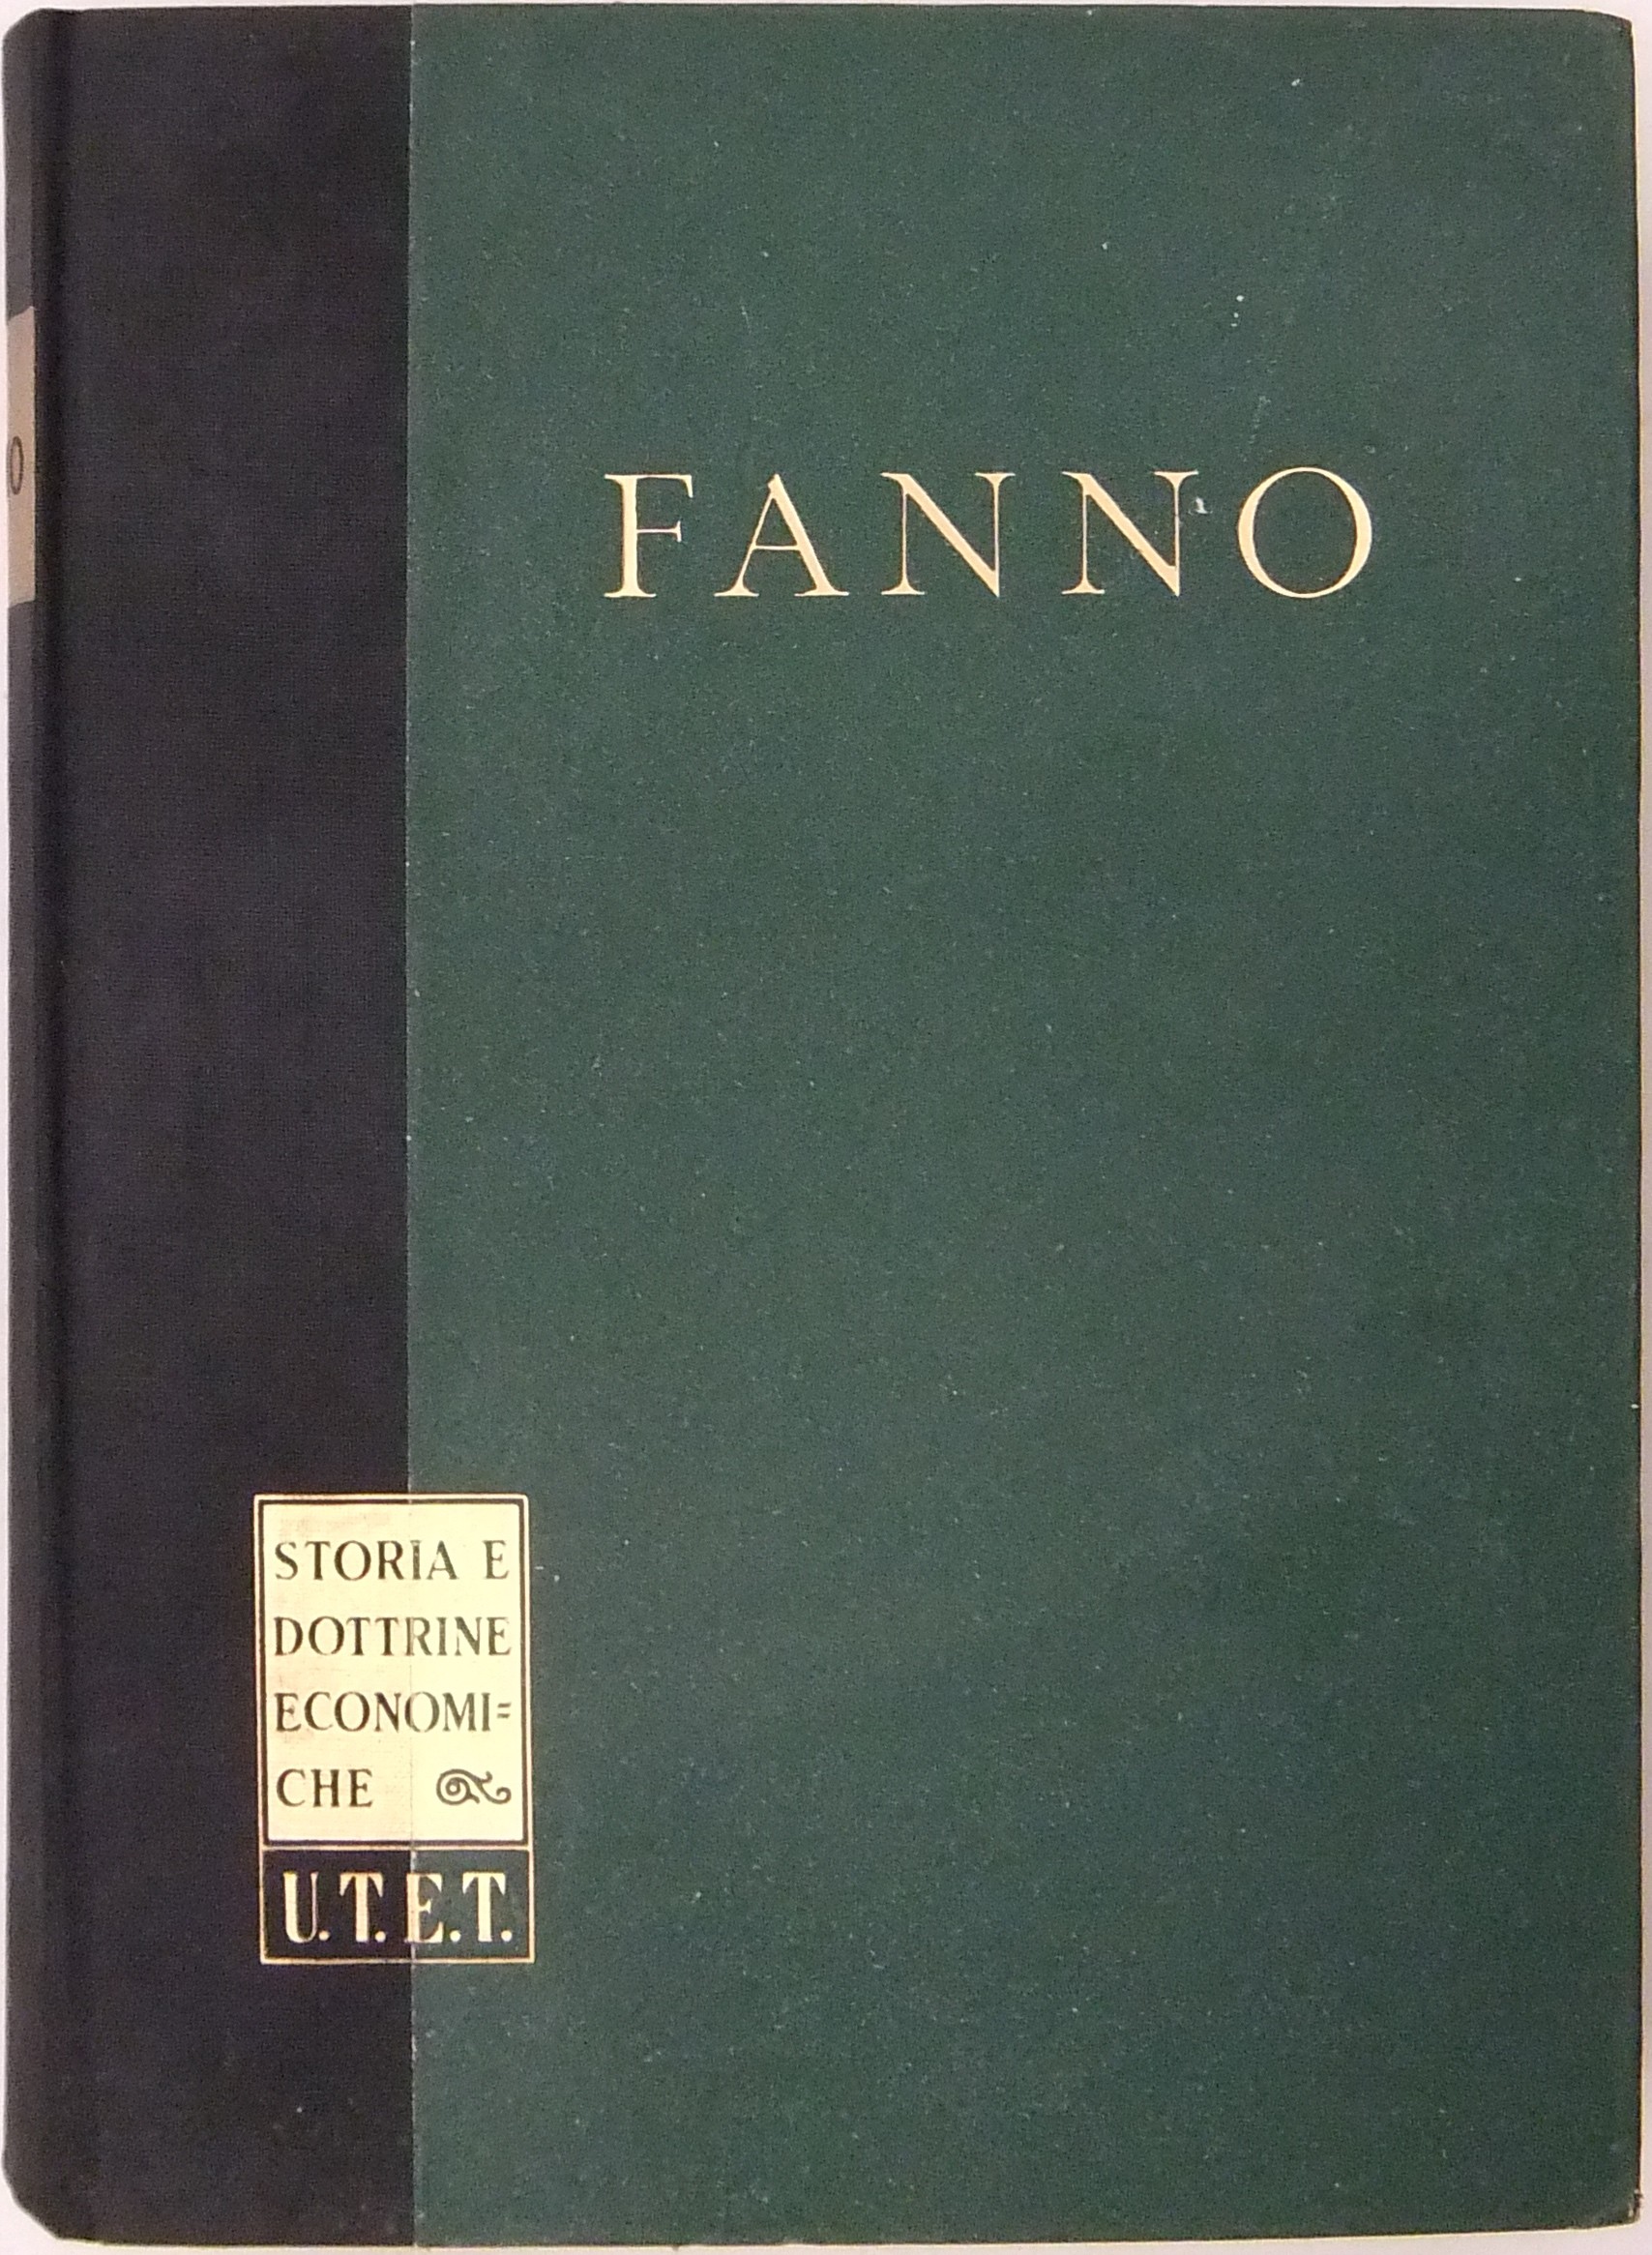 FANNO
STORIA E
DOTTRINE
ECONOMI=
CHE
U.T.E.T.
O